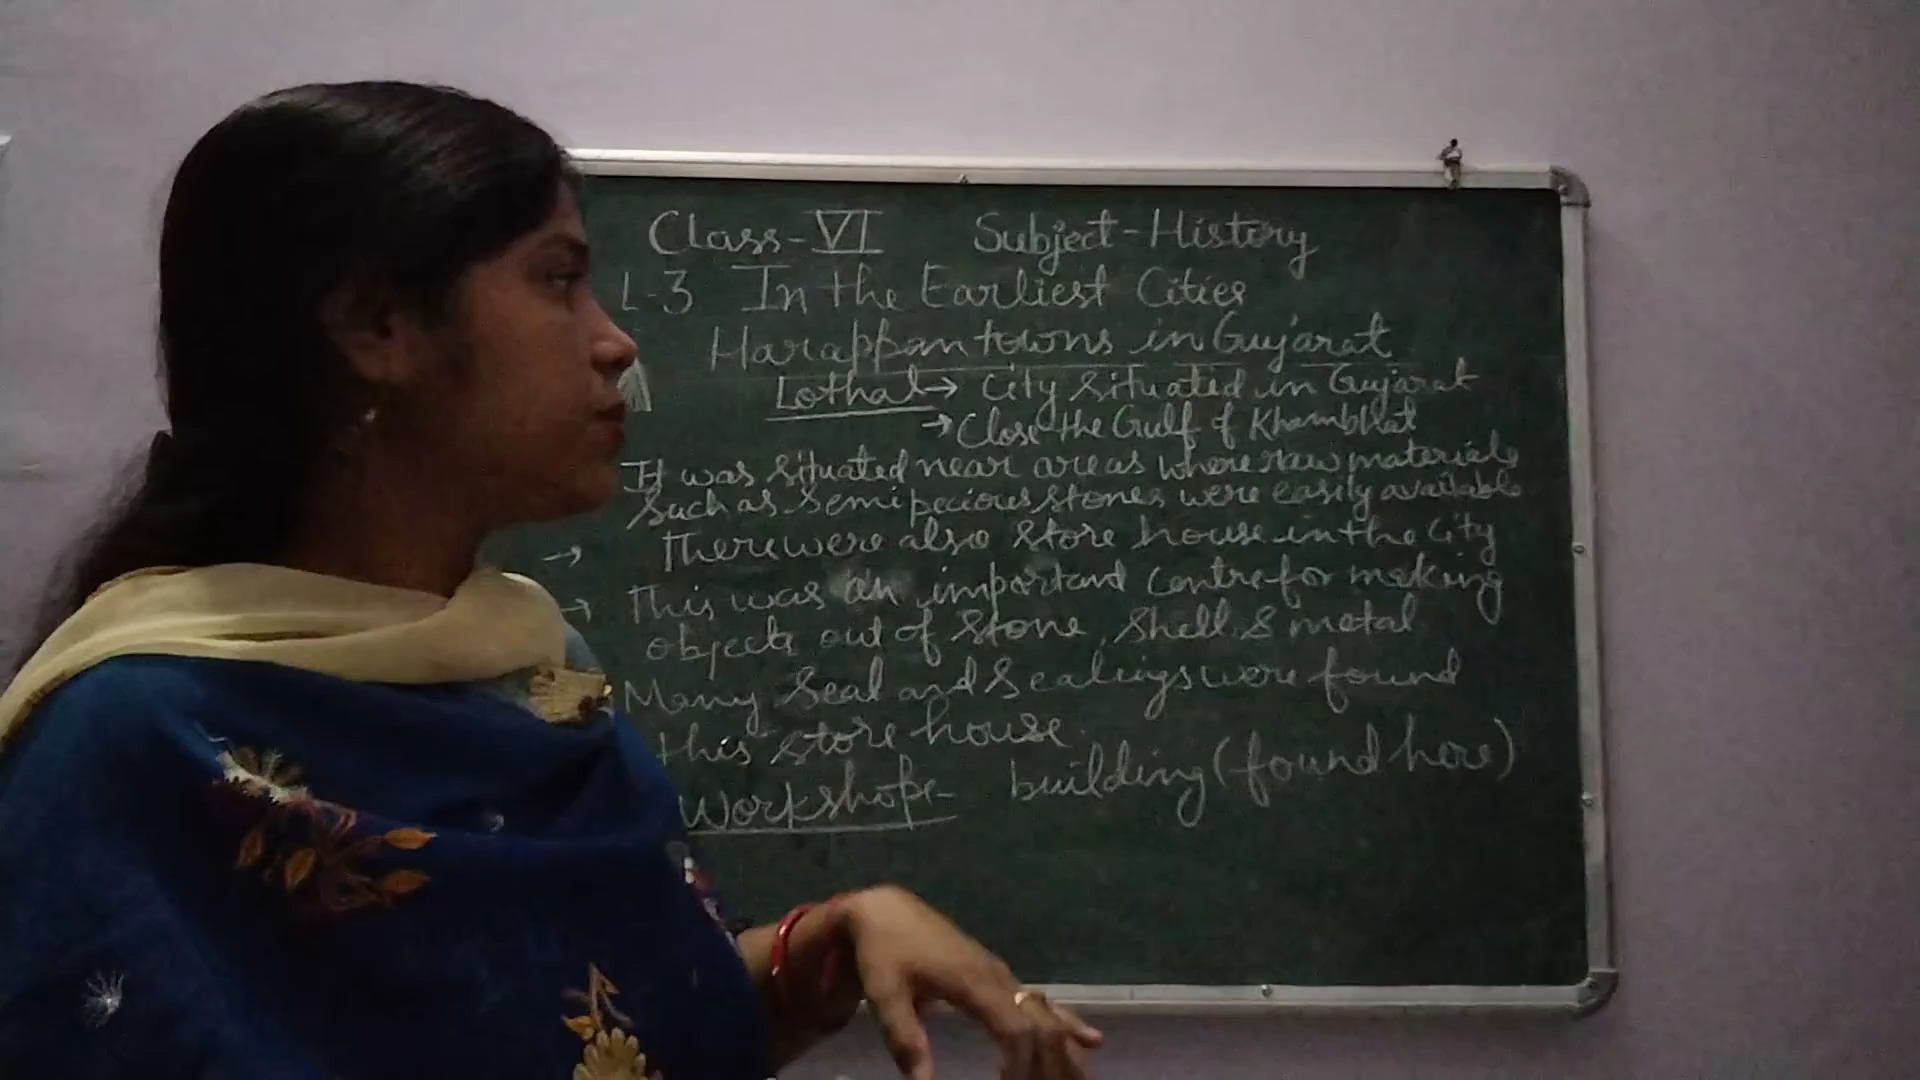 Class-VI Subject-History
L-3 In the Earliest Cities
Harappan towns in Gujarat
Lothal → City situated in Gujarat
→ Close the Gulf of Khambhat
It was situated near areas where raw materials
such as semi pecious stones were easily available
→ There were also store house in the city
→ This was an important centre for making
objects out of stone, shell & metal
Many seal and sealings were found
this store house.
Workshop- building (found here)